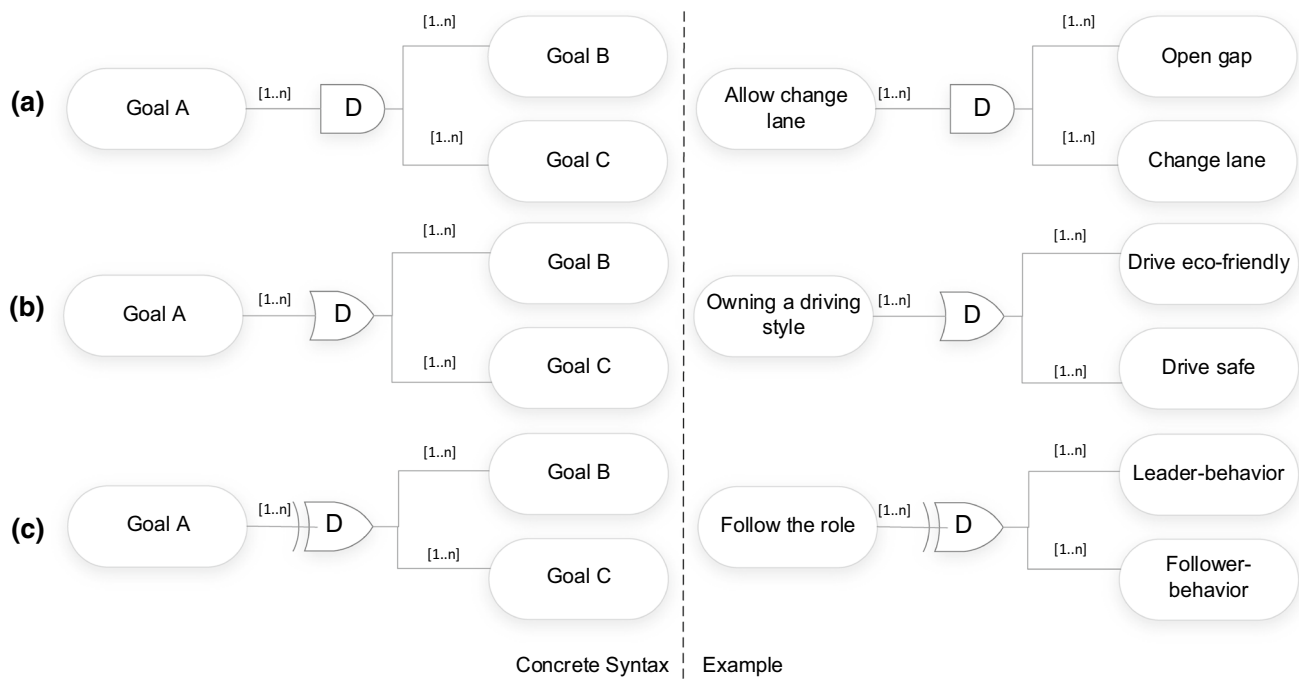 [1..n]
Goal B
(a)
Goal A
[1..n]
D
[1..n]
Goal C
[1..n]
Open gap
Allow change
lane
[1..n]
D
[1..n]
Change lane
[1..n]
Goal B
(b)
Goal A
[1..n]
D
[1..n]
Goal C
[1..n]
Drive eco-friendly
Owning a driving
style
[1..n]
D
[1..n]
Drive safe
[1..n]
Goal B
(c)
Goal A
[1..n]
D
[1..n]
Goal C
[1..n]
Leader-behavior
Follow the role
[1..n]
D
[1..n]
Follower-
behavior
Concrete Syntax
Example